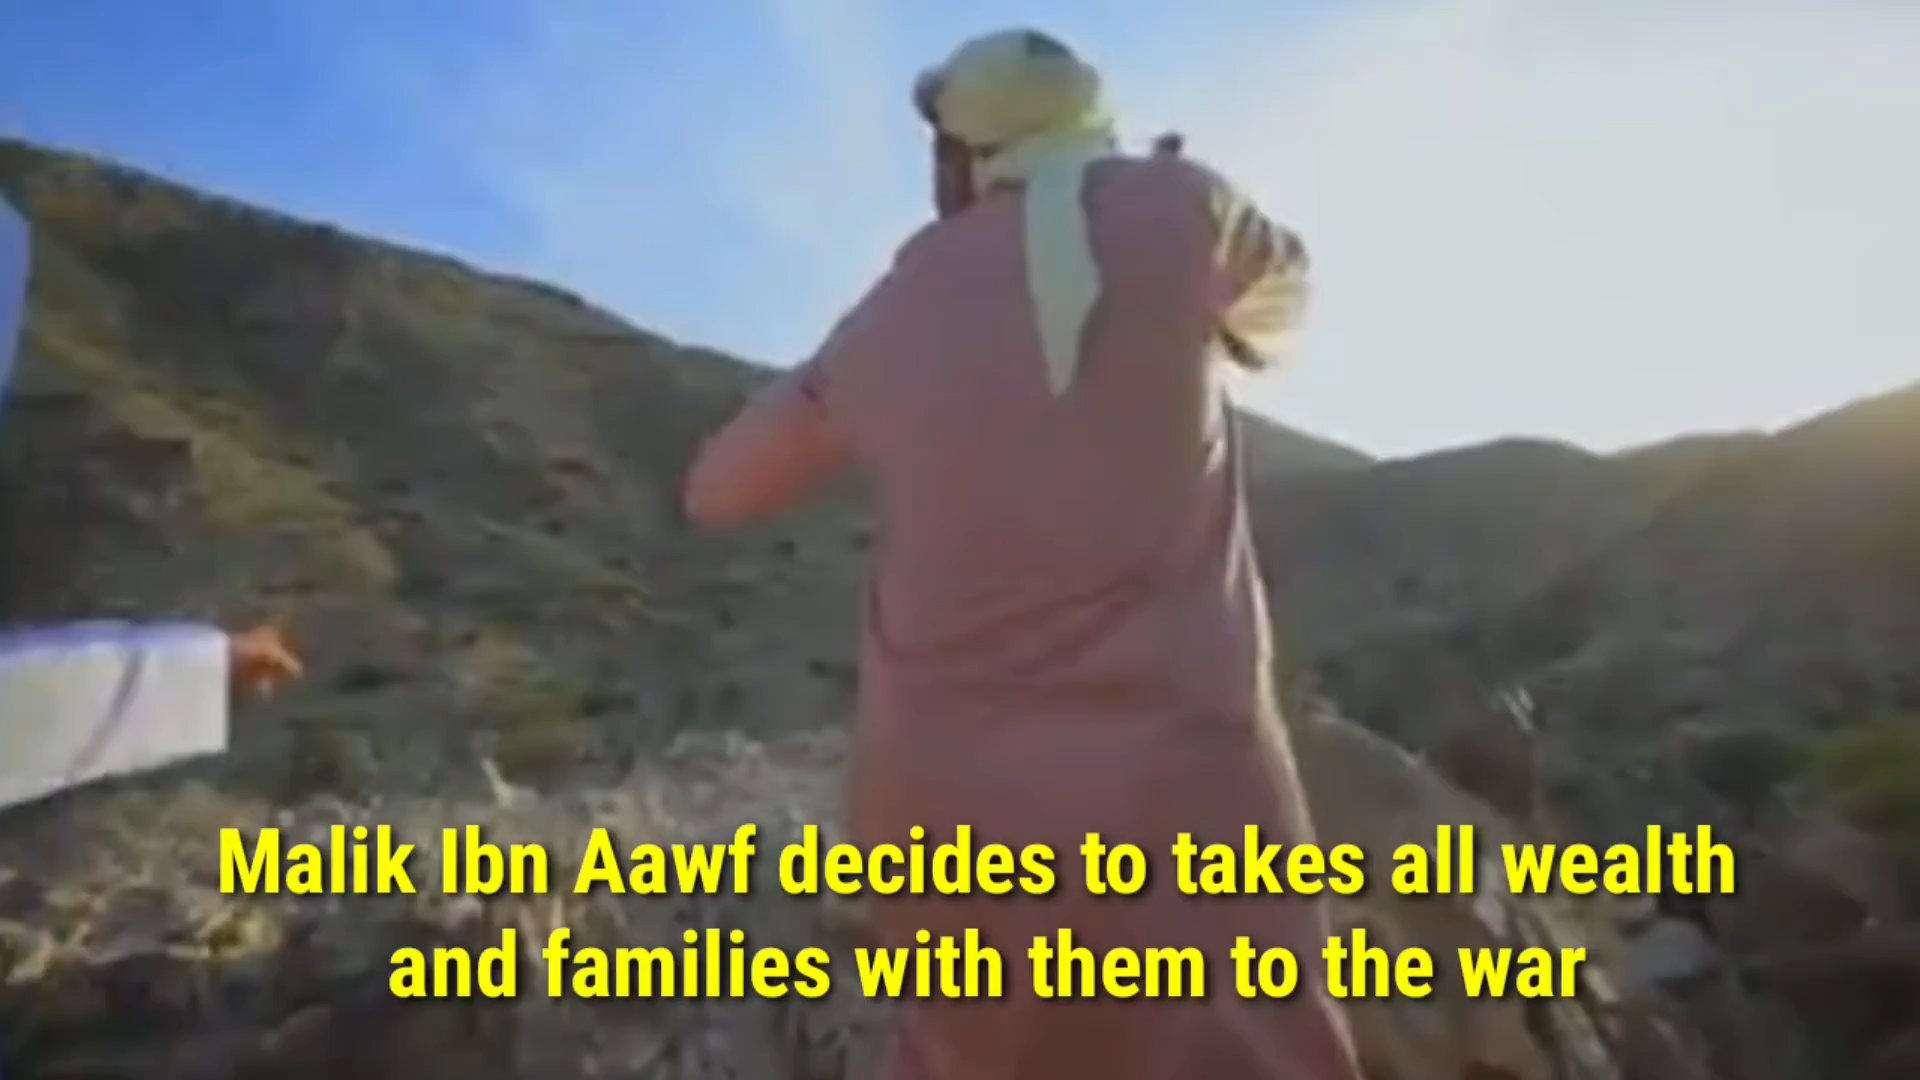 Malik Ibn Aawf decides to takes all wealth
and families with them to the war